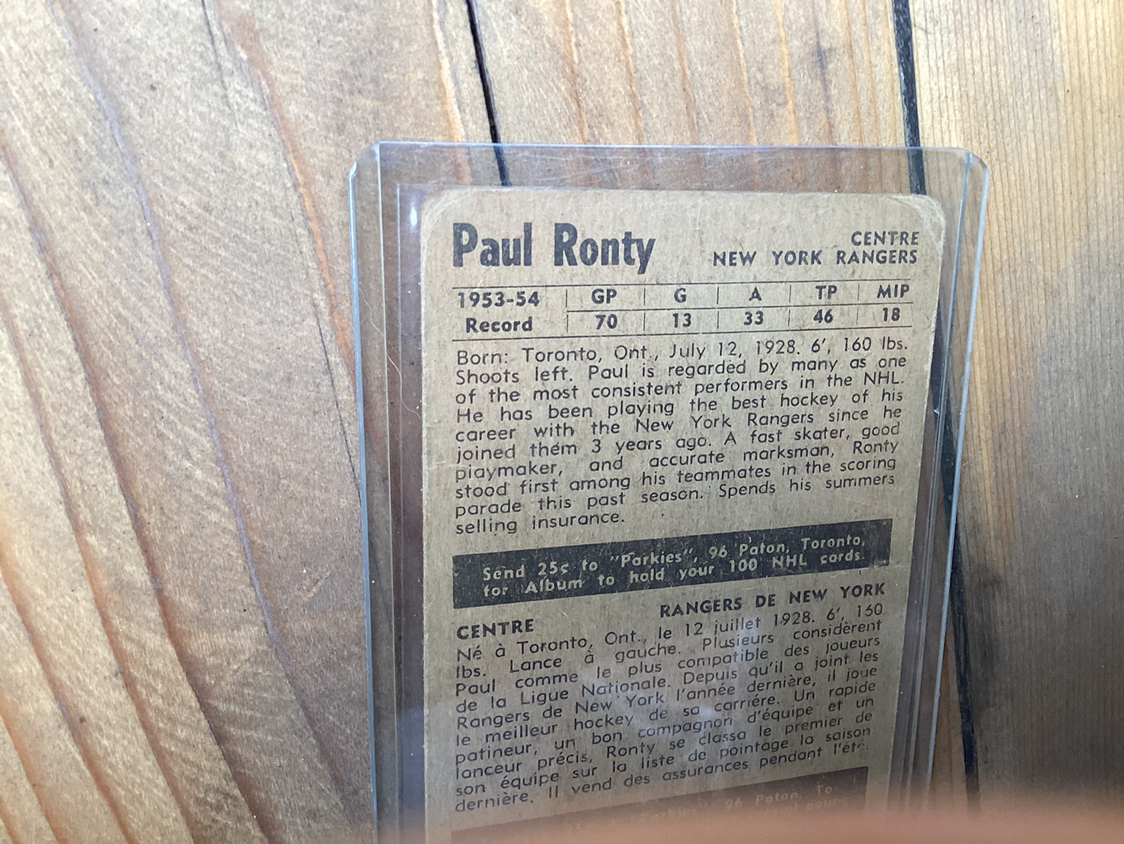 Paul Ronty
CENTRE
NEW YORK RANGERS
1953-54 | GP | G | A | TP | MIP
Record | 70 | 13 | 33 | 46 | 18
Born: Toronto, Ont., July 12, 1928. 6', 160 lbs.
Shoots left. Paul is regarded by many as one
of the most consistent performers in the NHL.
He has been playing the best hockey of his
career with the New York Rangers since he
joined them 3 years ago. A fast skater, good
playmaker, and accurate marksman, Ronty
stood first among his teammates in the scoring
parade this past season. Spends his summers
selling insurance.
Send 25c to "Parkies", 96 Paton, Toronto,
for Album to hold your 100 NHL cards.
CENTRE RANGERS DE NEW YORK
Né à Toronto, Ont., le 12 juillet 1928. 6', 150
lbs. Lance à gauche. Plusieurs considèrent
Paul comme le plus compatible des joueurs
de la Ligue Nationale. Depuis qu'il a joint les
Rangers de New York l'année dernière, il joue
le meilleur hockey de sa carriére. Un rapide
patineur, un bon compagnon d'équipe et un
lanceur précis, Ronty se classa le premier de
son équipe sur la liste de pointage la saison
dernière. Il vend des assurances pendant l'été.
96 Paton, To